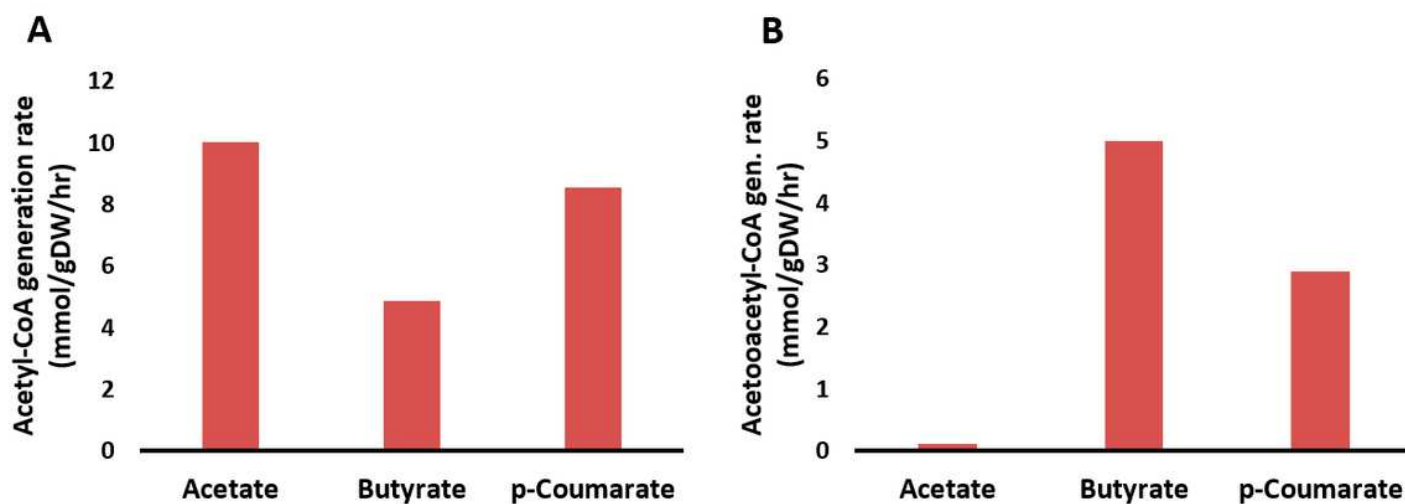 A
Acetyl-CoA generation rate
(mmol/gDW/hr)
12
10
8
6
4
2
0
Acetate
Butyrate
p-Coumarate
B
Acetooacetyl-CoA gen. rate
(mmol/gDW/hr)
6
5
4
3
2
1
0
Acetate
Butyrate
p-Coumarate